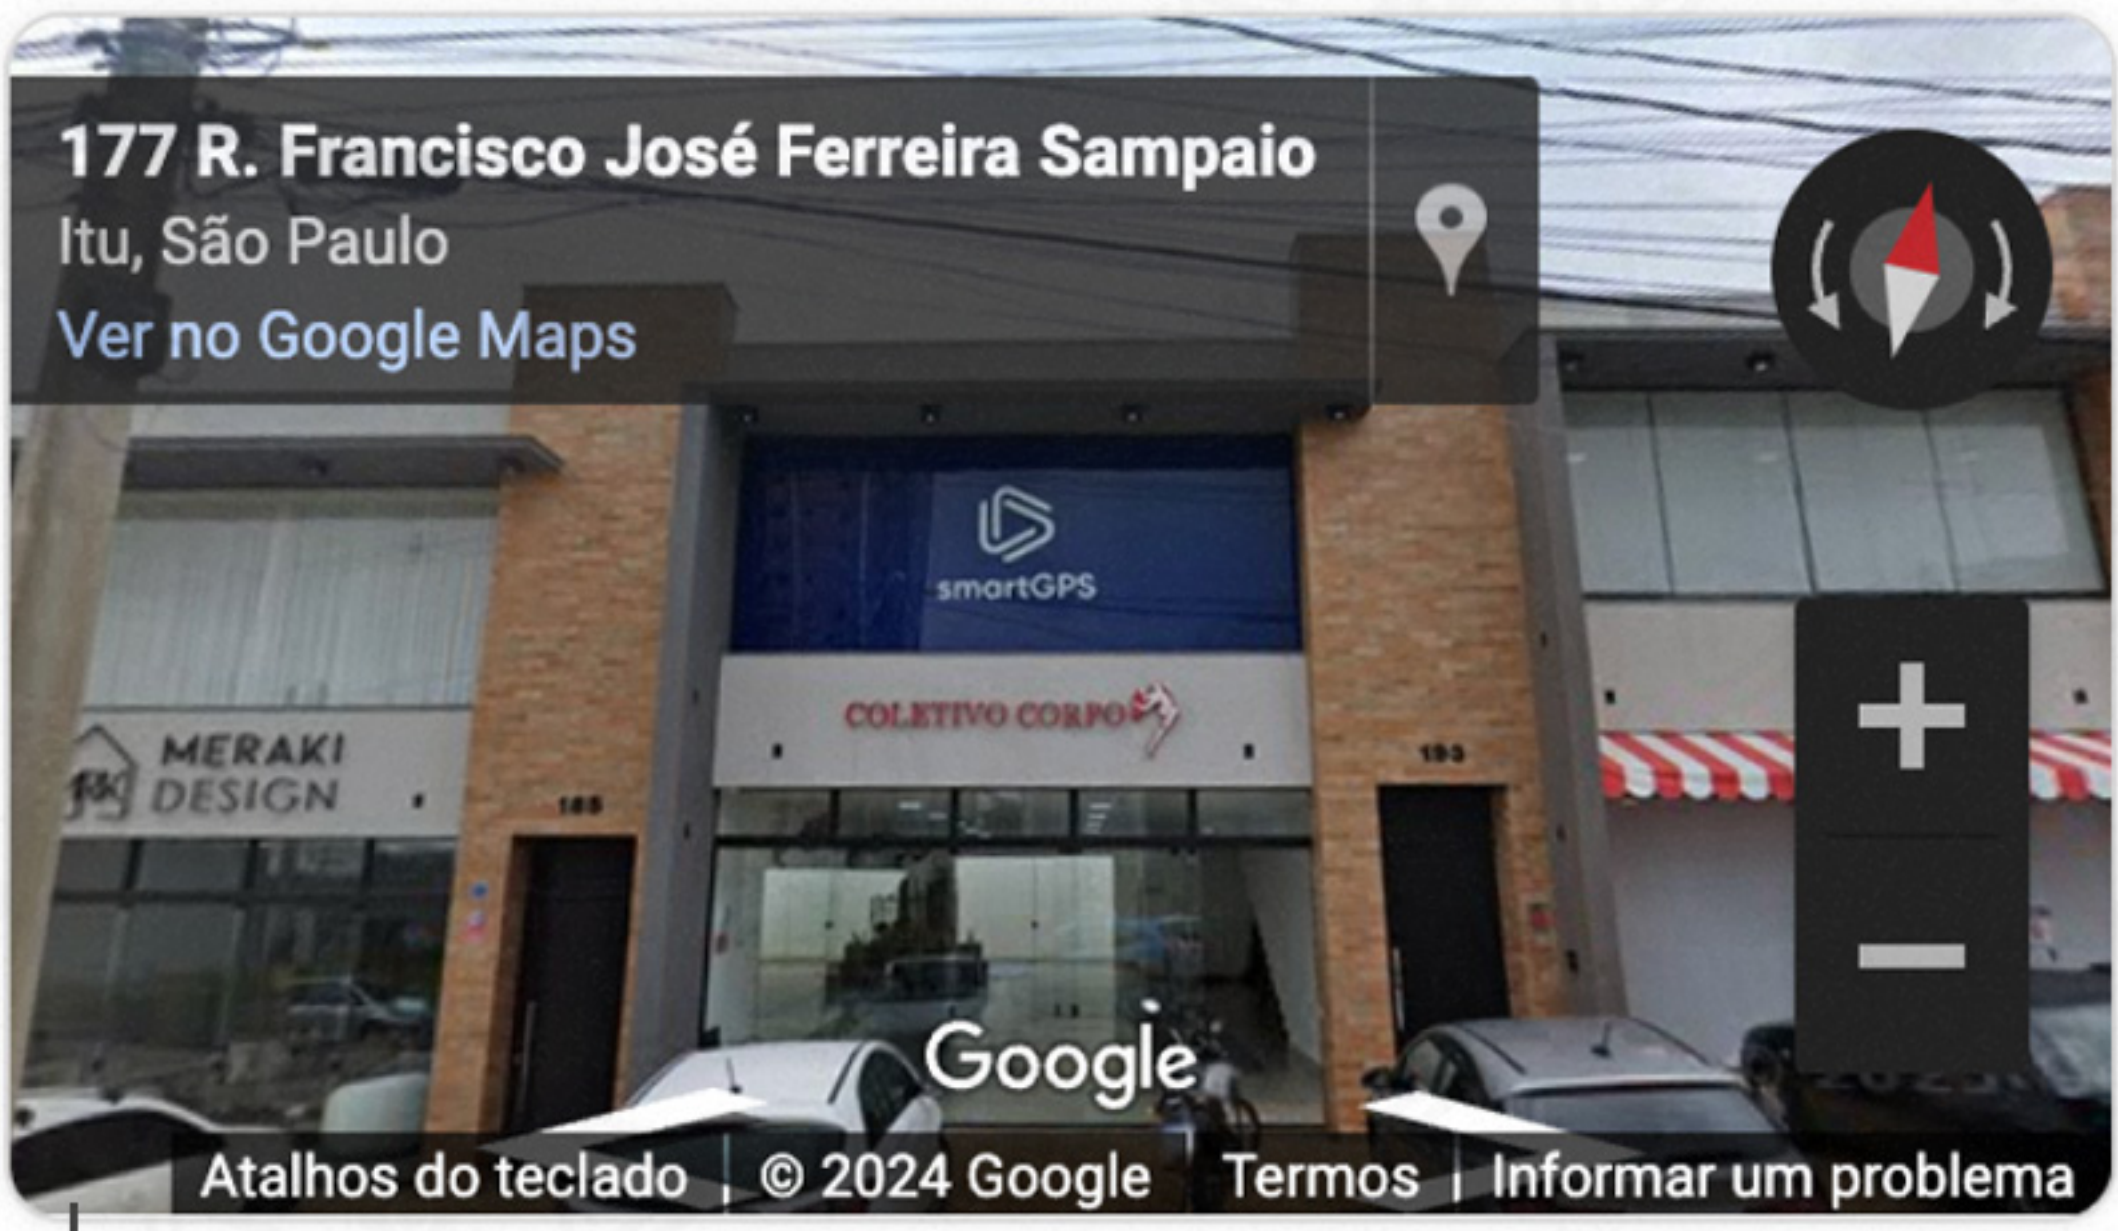 177 R. Francisco José Ferreira Sampaio
Itu, São Paulo
Ver no Google Maps
smartGPS
COLETIVO CORPO
193
MERAKI
DESIGN
185
Google
Atalhos do teclado
© 2024 Google
Termos
Informar um problema